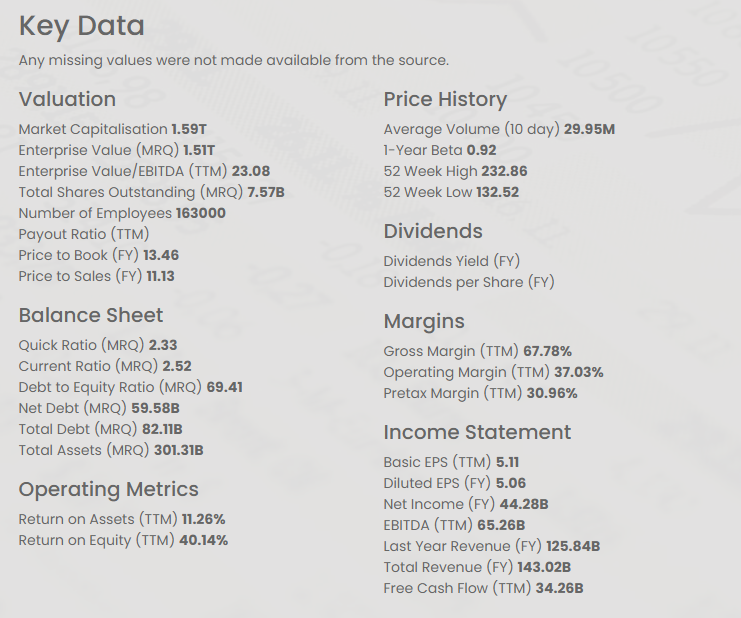 Key Data
Any missing values were not made available from the source.
Valuation
Market Capitalisation 1.59T
Enterprise Value (MRQ) 1.51T
Enterprise Value/EBITDA (TTM) 23.08
Total Shares Outstanding (MRQ) 7.57B
Number of Employees 163000
Payout Ratio (TTM)
Price to Book (FY) 13.46
Price to Sales (FY) 11.13
Balance Sheet
Quick Ratio (MRQ) 2.33
Current Ratio (MRQ) 2.52
Debt to Equity Ratio (MRQ) 69.41
Net Debt (MRQ) 59.58B
Total Debt (MRQ) 82.11B
Total Assets (MRQ) 301.31B
Operating Metrics
Return on Assets (TTM) 11.26%
Return on Equity (TTM) 40.14%
Price History
Average Volume (10 day) 29.95M
1-Year Beta 0.92
52 Week High 232.86
52 Week Low 132.52
Dividends
Dividends Yield (FY)
Dividends per Share (FY)
Margins
Gross Margin (TTM) 67.78%
Operating Margin (TTM) 37.03%
Pretax Margin (TTM) 30.96%
Income Statement
Basic EPS (TTM) 5.11
Diluted EPS (FY) 5.06
Net Income (FY) 44.28B
EBITDA (TTM) 65.26B
Last Year Revenue (FY) 125.84B
Total Revenue (FY) 143.02B
Free Cash Flow (TTM) 34.26B
10550
10500